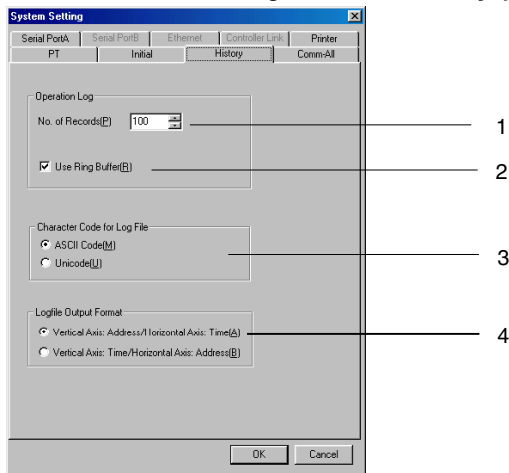 System Setting
Serial PortA Serial PortB Ethernet Controller Link Printer
PT Initial History Comm-All
Operation Log
No. of Records(P) 100 1
Use Ring Buffer(R) 2
Character Code for Log File
ASCII Code(M)
3
Unicode(U)
Logfile Output Format
Vertical Axis: Address/Horizontal Axis: Time(A) 4
Vertical Axis: Time/Horizontal Axis: Address(B)
OK Cancel